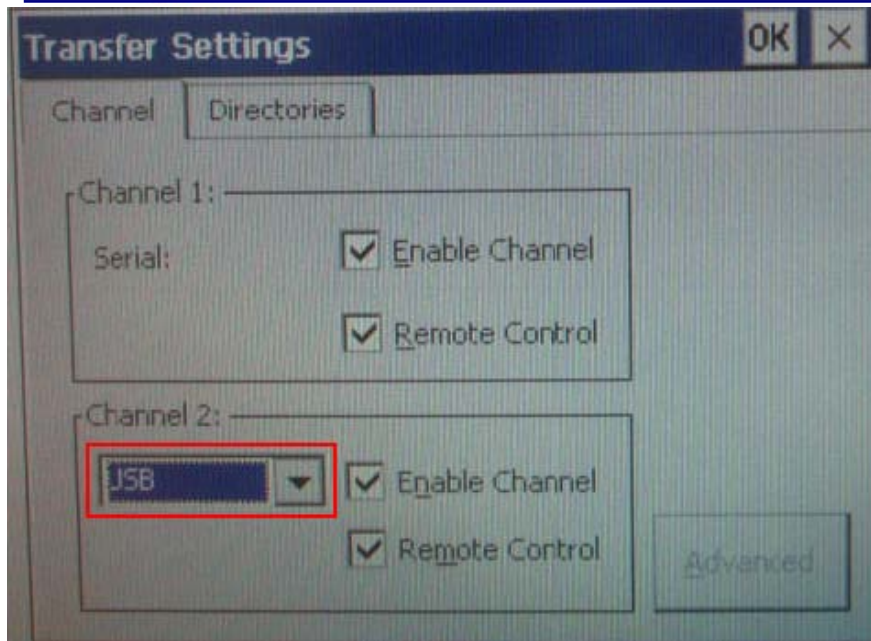 Transfer Settings OK ×
Channel Directories
Channel 1:
Serial: Enable Channel
Remote Control
Channel 2:
JSB Enable Channel
Remote Control
Advanced